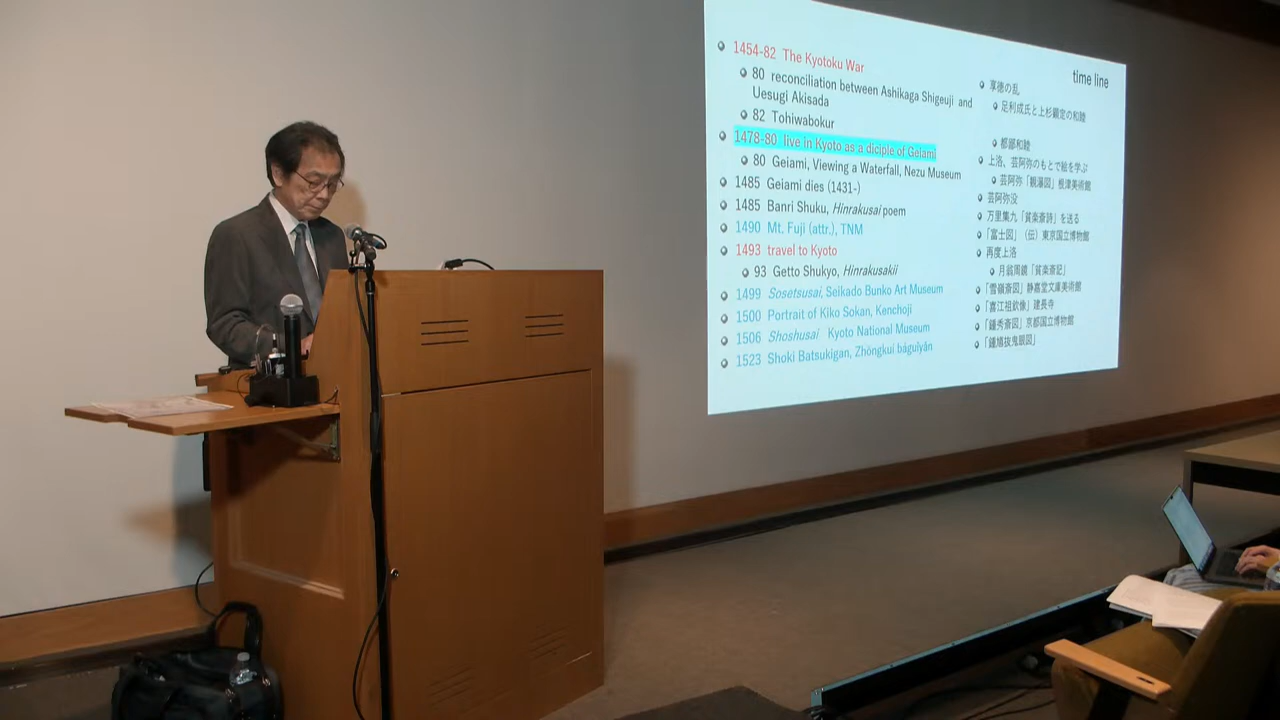 time line
1454-82 The Kyotoku War
80 reconciliation between Ashikaga Shigeuji and
Uesugi Akisada
82 Tohiwabokur
1478-80 live in Kyoto as a diciple of Geiami
80 Geiami, Viewing a Waterfall, Nezu Museum
1485 Geiami dies (1431-)
1485 Banri Shuku, Hinrakusai poem
1490 Mt. Fuji (attr.), TNM
1493 travel to Kyoto
93 Getto Shukyo, Hinrakusakii
1499 Sosetsusai, Seikado Bunko Art Museum
1500 Portrait of Kiko Sokan, Kenchoji
1506 Shoshusai Kyoto National Museum
1523 Shoki Batsukigan, Zhōngkuí báguǐyǎn
享徳の乱
足利成氏と上杉顕定の和睦
都鄙和睦
上洛、芸阿弥のもとで絵を学ぶ
芸阿弥「観瀑図」根津美術館
芸阿弥没
万里集九「貧楽斎詩」を送る
「富士図」(伝)東京国立博物館
再度上洛
月翁周鏡「貧楽斎記」
「雪嶺斎図」静嘉堂文庫美術館
「喜江祖欽像」建長寺
「鍾秀斎図」京都国立博物館
「鍾馗抜鬼眼図」